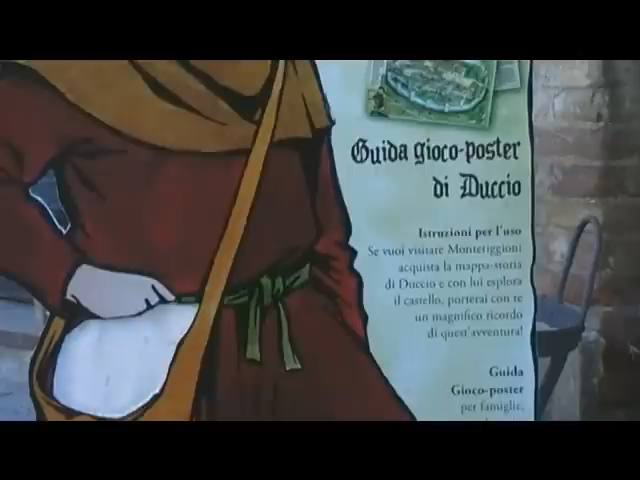 Guida gioco-poster
di Duccio
Istruzioni per l'uso
Se vuoi visitare Monteriggioni
acquista la mappa-storia
di Duccio e con lui esplora
il castello, porterai con te
un magnifico ricordo
di quest'avventura!
Guida
Gioco-poster
per famiglie,